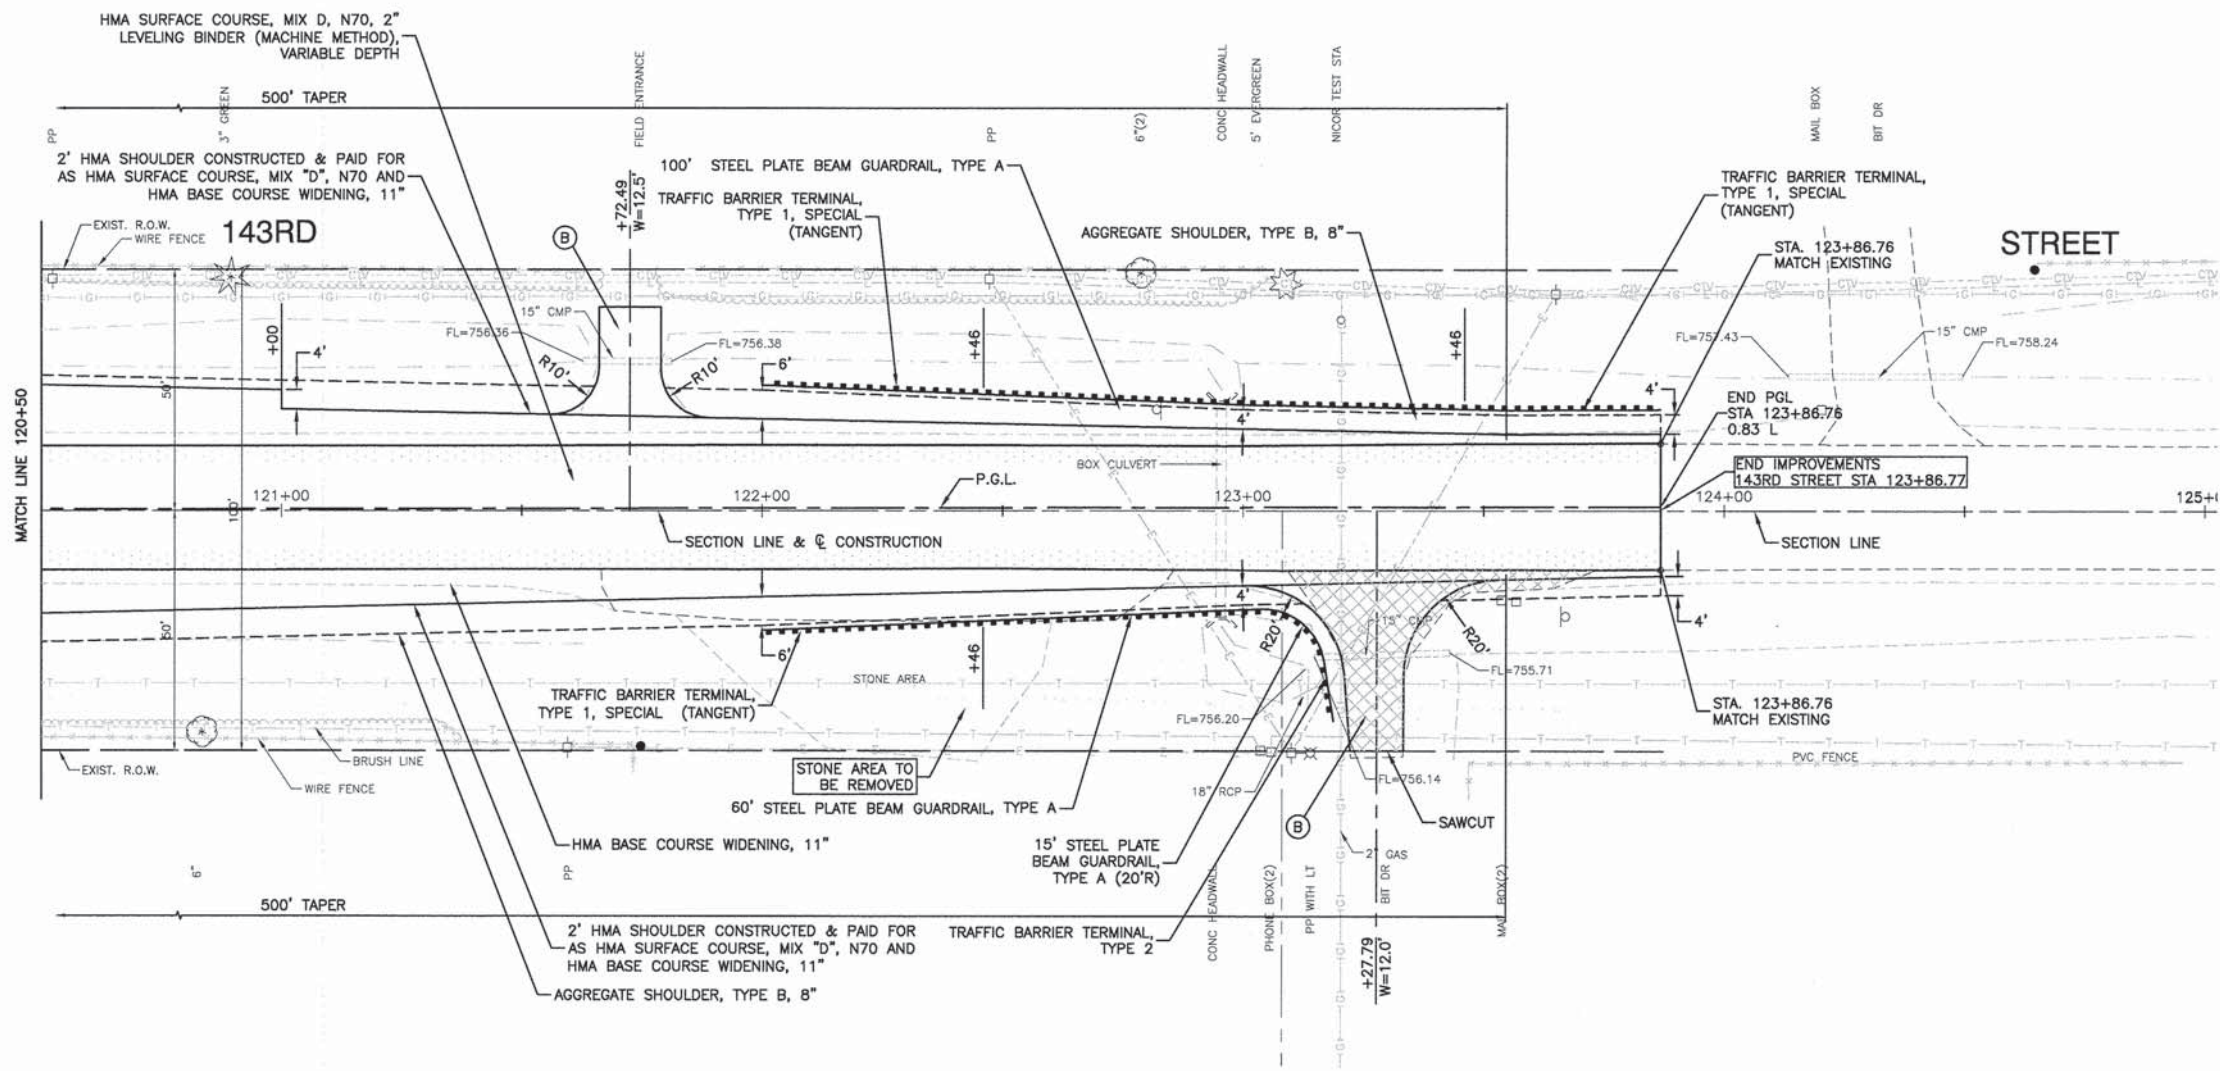 HMA SURFACE COURSE, MIX D, N70, 2"
LEVELING BINDER (MACHINE METHOD),
VARIABLE DEPTH
500' TAPER
PP
3" GREEN
FIELD ENTRANCE
PP
6"(2)
CONC HEADWALL
5' EVERGREEN
NICOR TEST STA
MAIL BOX
BIT DR
2' HMA SHOULDER CONSTRUCTED & PAID FOR
AS HMA SURFACE COURSE, MIX "D", N70 AND
HMA BASE COURSE WIDENING, 11"
+72.49
W=12.5'
100' STEEL PLATE BEAM GUARDRAIL, TYPE A
TRAFFIC BARRIER TERMINAL,
TYPE 1, SPECIAL
(TANGENT)
AGGREGATE SHOULDER, TYPE B, 8"
TRAFFIC BARRIER TERMINAL,
TYPE 1, SPECIAL
(TANGENT)
STA. 123+86.76
MATCH EXISTING
EXIST. R.O.W.
WIRE FENCE
143RD
STREET
B
15" CMP
FL=756.36
FL=756.38
R10'
R10'
+00
4'
6'
+46
+46
4'
4'
FL=757.43
15" CMP
FL=758.24
END PGL
STA 123+86.76
0.83 L
MATCH LINE 120+50
50'
100'
50'
BOX CULVERT
P.G.L.
END IMPROVEMENTS
143RD STREET STA 123+86.77
121+00
122+00
123+00
124+00
SECTION LINE & ℄ CONSTRUCTION
SECTION LINE
4'
6'
+46
R20'
15" CMP
R20'
4'
FL=755.71
STONE AREA
TRAFFIC BARRIER TERMINAL,
TYPE 1, SPECIAL (TANGENT)
FL=756.20
STA. 123+86.76
MATCH EXISTING
EXIST. R.O.W.
BRUSH LINE
WIRE FENCE
STONE AREA TO
BE REMOVED
18" RCP
FL=756.14
PVC FENCE
60' STEEL PLATE BEAM GUARDRAIL, TYPE A
B
SAWCUT
HMA BASE COURSE WIDENING, 11"
15' STEEL PLATE
BEAM GUARDRAIL,
TYPE A (20'R)
2" GAS
6"
PP
CONC HEADWALL
PHONE BOX(2)
PP WITH LT
BIT DR
MAIL BOX(2)
500' TAPER
2' HMA SHOULDER CONSTRUCTED & PAID FOR
AS HMA SURFACE COURSE, MIX "D", N70 AND
HMA BASE COURSE WIDENING, 11"
TRAFFIC BARRIER TERMINAL,
TYPE 2
+27.79
W=12.0'
AGGREGATE SHOULDER, TYPE B, 8"